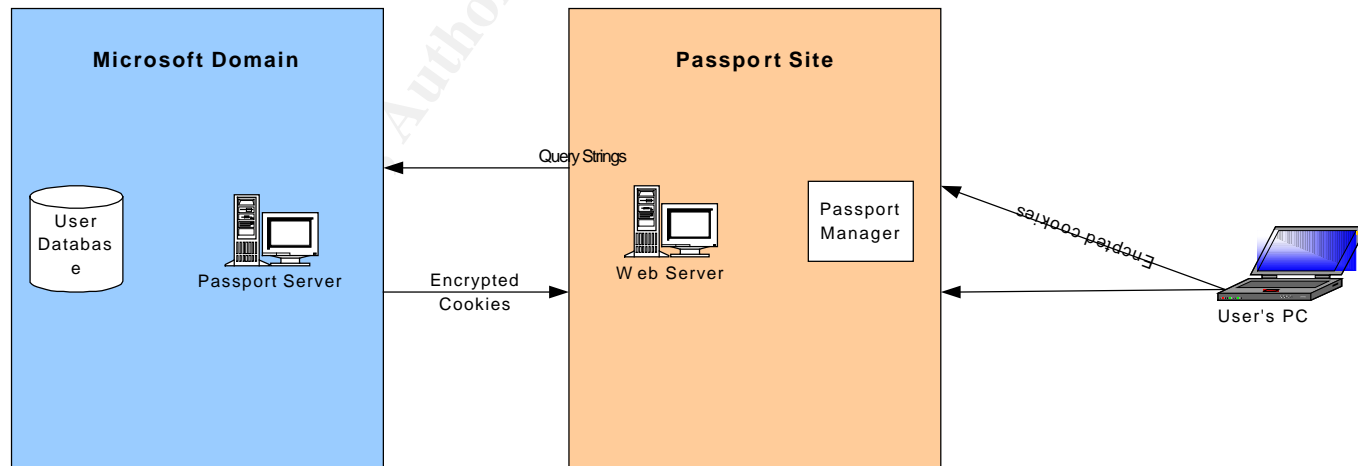 Microsoft Domain
User
Databas
e
Passport Server
Query Strings
Encrypted
Cookies
Passport Site
Web Server
Passport
Manager
Encpted cookies
User's PC
Autho